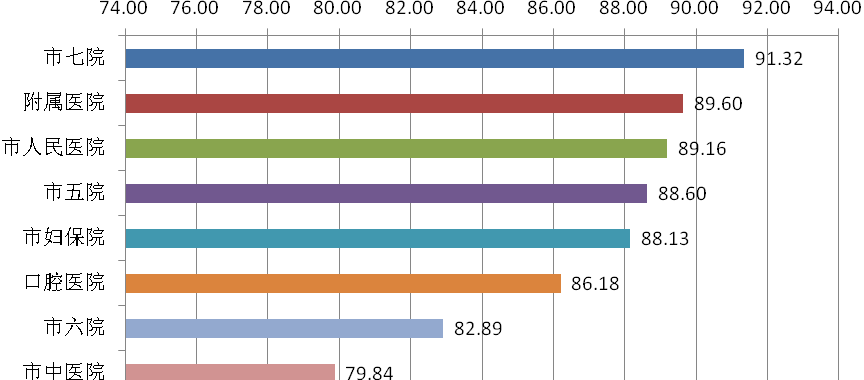 74.00 76.00 78.00 80.00 82.00 84.00 86.00 88.00 90.00 92.00 94.00
市七院 91.32
附属医院 89.60
市人民医院 89.16
市五院 88.60
市妇保院 88.13
口腔医院 86.18
市六院 82.89
市中医院 79.84